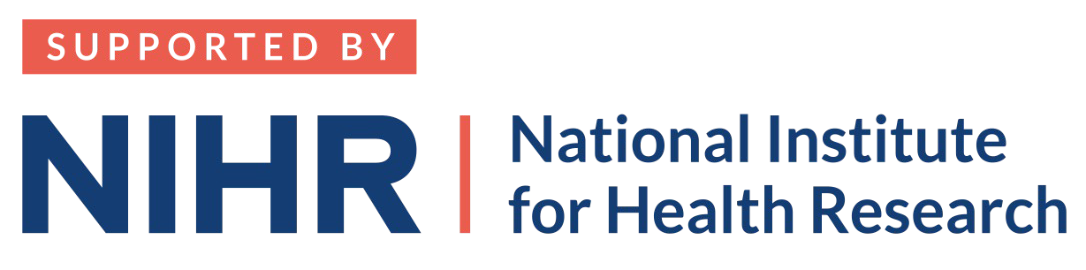 SUPPORTED BY
NIHR
National Institute
for Health Research